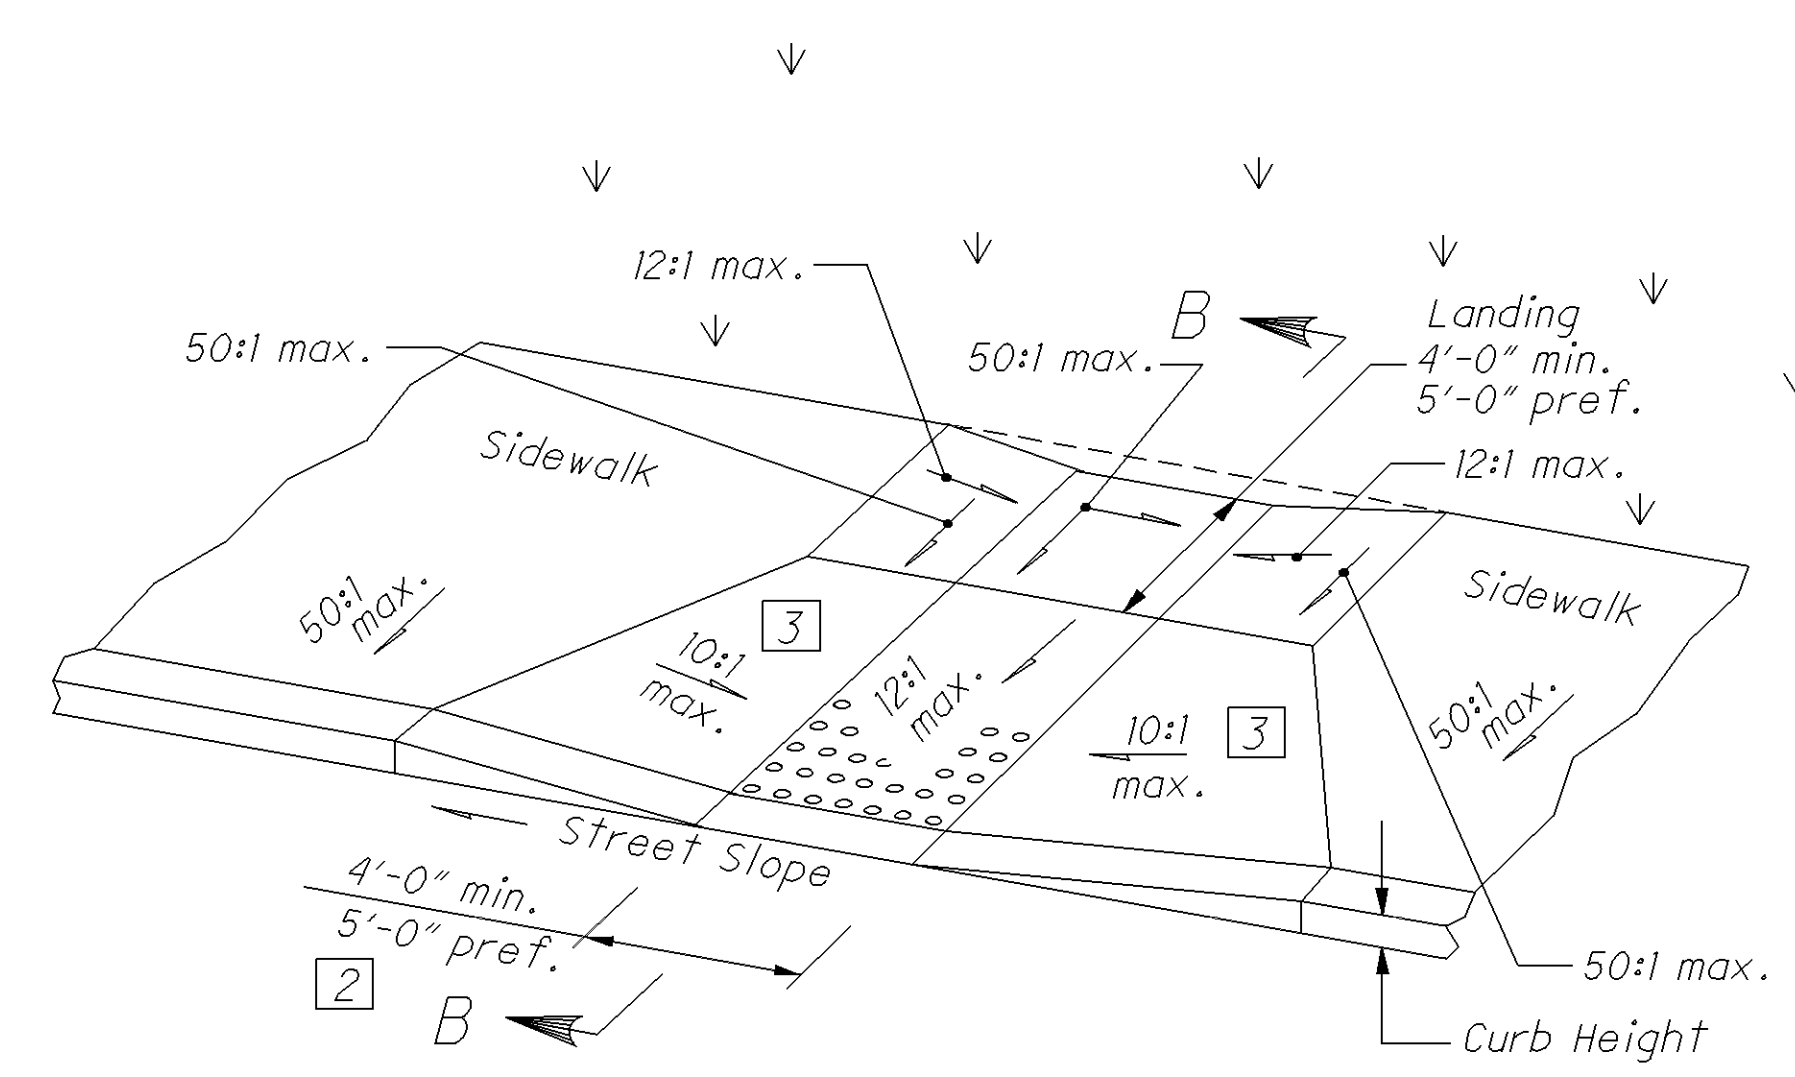 12:1 max.
B
Landing
4'-0" min.
5'-0" pref.
50:1 max.
50:1 max.
Sidewalk
12:1 max.
Sidewalk
50:1
max.
3
10:1
max.
12:1
max.
50:1
max.
10:1
max.
3
Street Slope
4'-0" min.
5'-0" pref.
2
B
50:1 max.
Curb Height